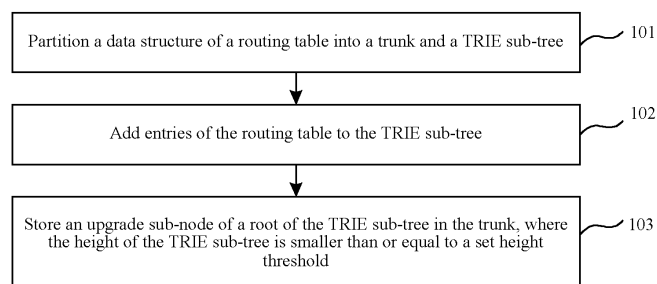 Partition a data structure of a routing table into a trunk and a TRIE sub-tree
101
Add entries of the routing table to the TRIE sub-tree
102
Store an upgrade sub-node of a root of the TRIE sub-tree in the trunk, where
the height of the TRIE sub-tree is smaller than or equal to a set height
threshold
103